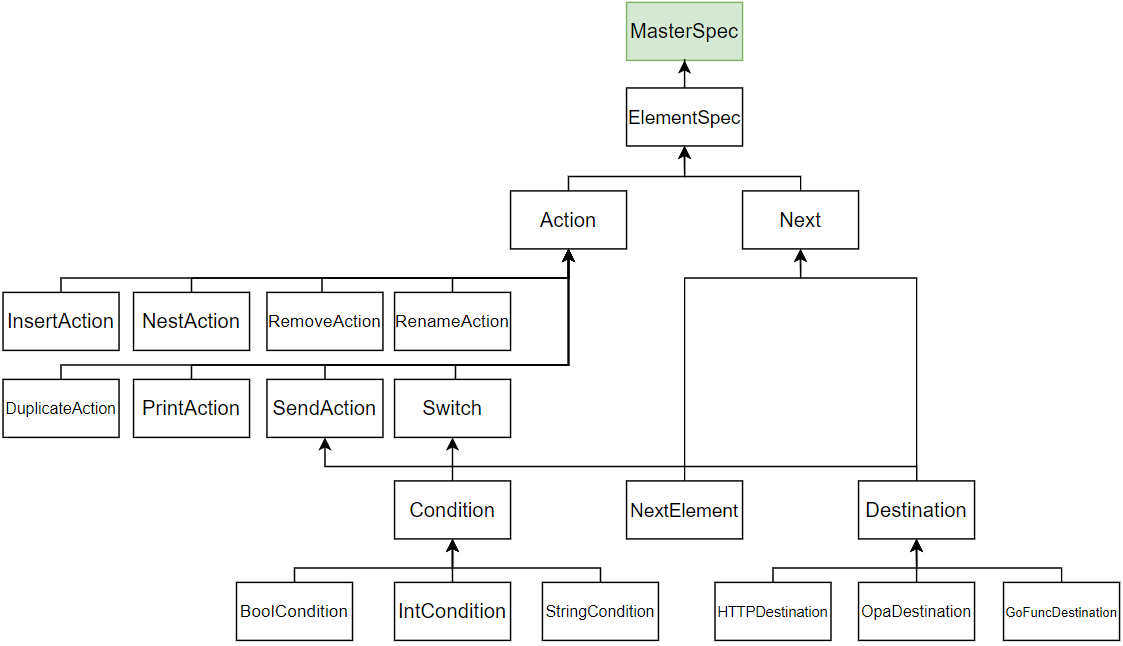 MasterSpec
ElementSpec
Action
Next
InsertAction
NestAction
RemoveAction
RenameAction
DuplicateAction
PrintAction
SendAction
Switch
Condition
NextElement
Destination
BoolCondition
IntCondition
StringCondition
HTTPDestination
OpaDestination
GoFuncDestination